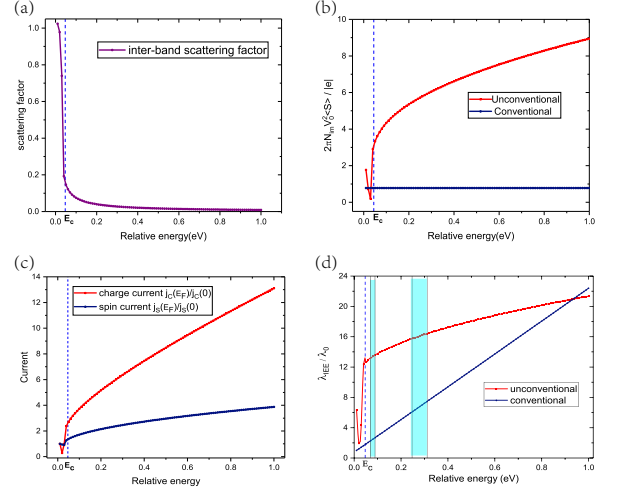 (a)
inter-band scattering factor
scattering factor
1.0
0.8
0.6
0.4
0.2
0.0
0.0 E_c 0.2 0.4 0.6 0.8 1.0
Relative energy(eV)
(b)
Unconventional
Conventional
2πN_im V_0^2<S> / |e|
10
8
6
4
2
0
0.0 E_c 0.2 0.4 0.6 0.8 1.0
Relative energy(eV)
(c)
charge current j_C(E_F)/j_C(0)
spin current j_S(E_F)/j_S(0)
Current
14
12
10
8
6
4
2
0
0.0 E_c 0.2 0.4 0.6 0.8 1.0
Relative energy
(d)
unconventional
conventional
λ_IEE / λ_0
24
20
16
12
8
4
0
0.0 E_C 0.2 0.4 0.6 0.8 1.0
Relative energy (eV)